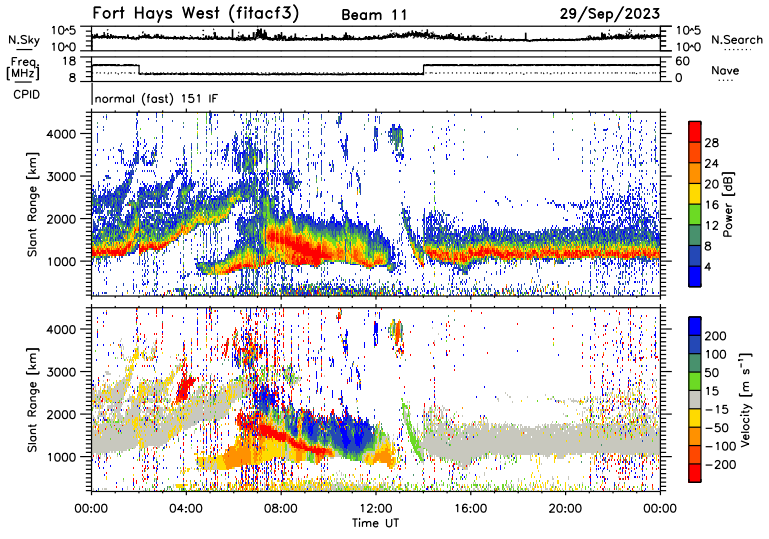 Fort Hays West (fitacf3) Beam 11 29/Sep/2023
N.Sky 10^5 10^0 10^5 10^0 N.Search
Freq. [MHz] 18 8 60 0 Nave
CPID normal (fast) 151 IF
Slant Range [km] 4000 3000 2000 1000
Power [dB] 28 24 20 16 12 8 4
Slant Range [km] 4000 3000 2000 1000
Velocity [m s⁻¹] 200 100 50 15 −15 −50 −100 −200
00:00 04:00 08:00 12:00 16:00 20:00 00:00
Time UT